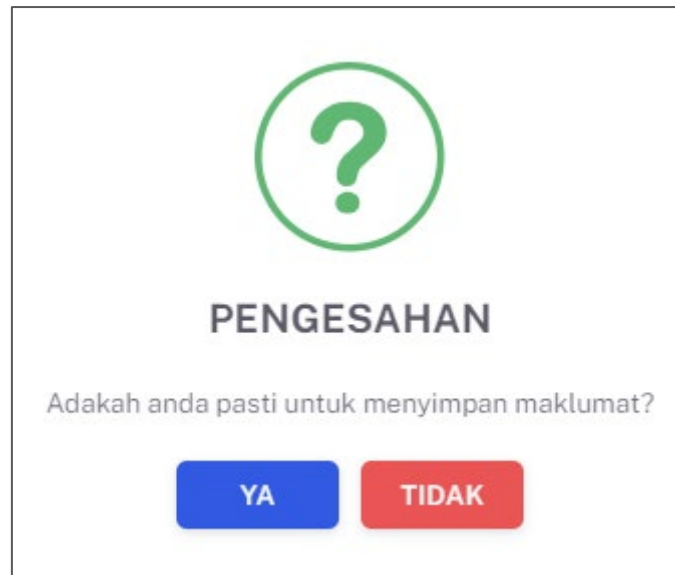 ?
PENGESAHAN
Adakah anda pasti untuk menyimpan maklumat?
YA
TIDAK